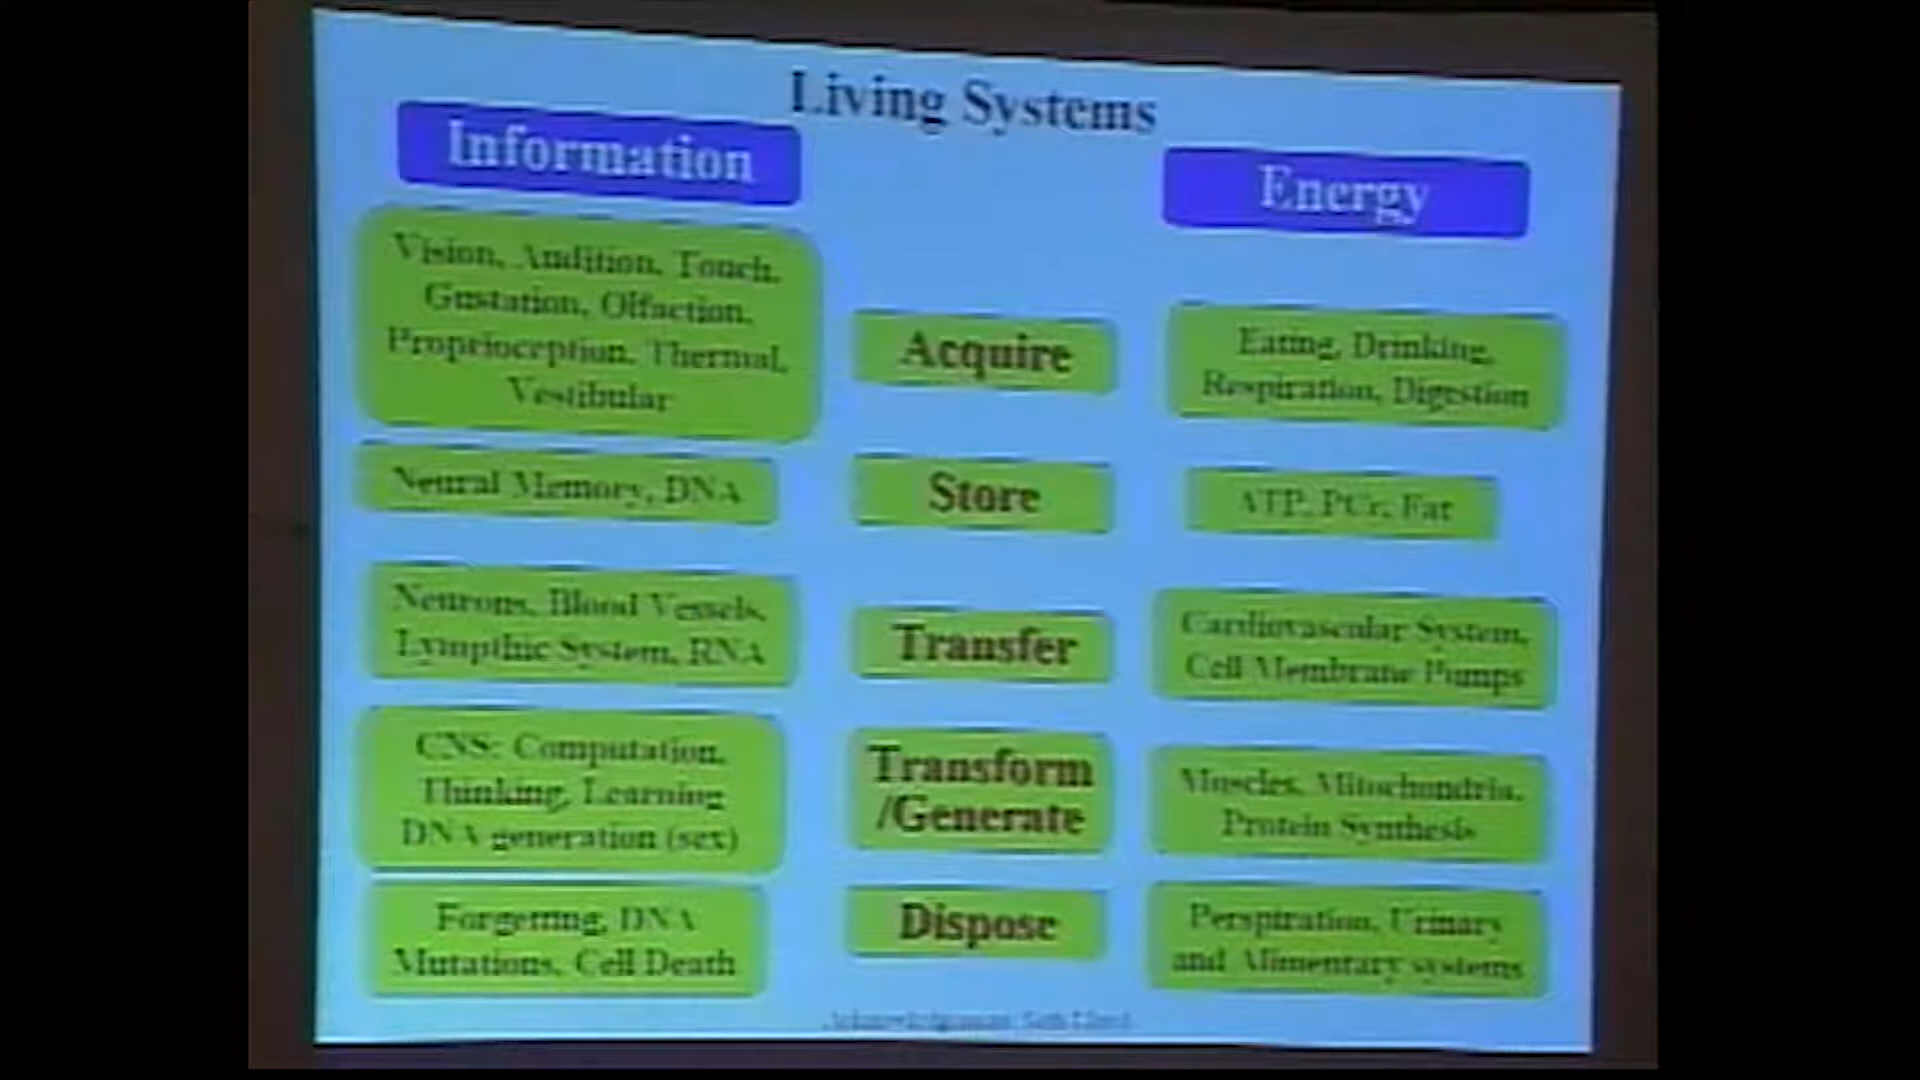 Living Systems
Information
Energy
Vision, Audition, Touch,
Gustation, Olfaction,
Proprioception, Thermal,
Vestibular
Acquire
Eating, Drinking,
Respiration, Digestion
Neural Memory, DNA
Store
ATP, PCr, Fat
Neurons, Blood Vessels,
Lympthic System, RNA
Transfer
Cardiovascular System,
Cell Membrane Pumps
CNS: Computation,
Thinking, Learning
DNA generation (sex)
Transform
/Generate
Muscles, Mitochondria,
Protein Synthesis
Forgetting, DNA
Mutations, Cell Death
Dispose
Perspiration, Urinary
and Alimentary systems